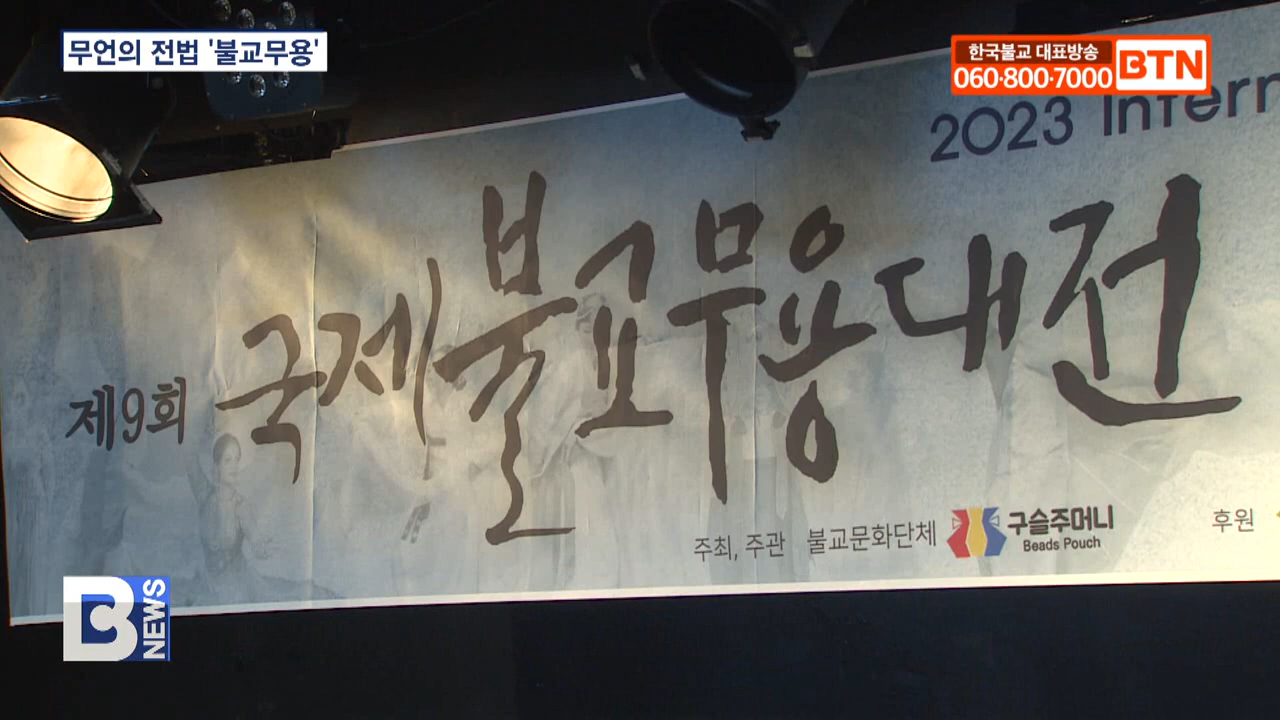 무언의 전법 '불교무용'
한국불교 대표방송
060·800·7000
BTN
2023 Intern
제9회 국제불교무용대전
주최, 주관 불교문화단체 구슬주머니
Beads Pouch
후원
B NEWS